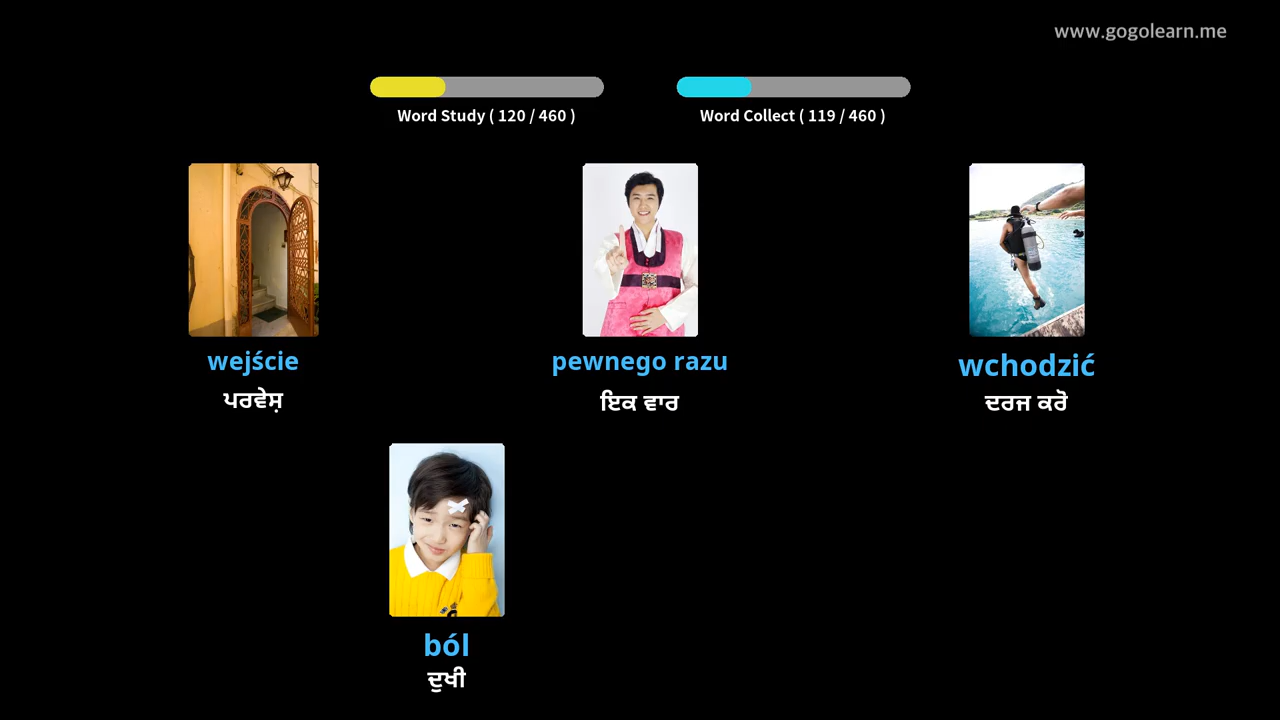 www.gogolearn.me
Word Study ( 120 / 460 )
Word Collect ( 119 / 460 )
wejście
ਪਰਵੇਸ਼
pewnego razu
ਇਕ ਵਾਰ
wchodzić
ਦਰਜ ਕਰੋ
ból
ਦੁਖੀ